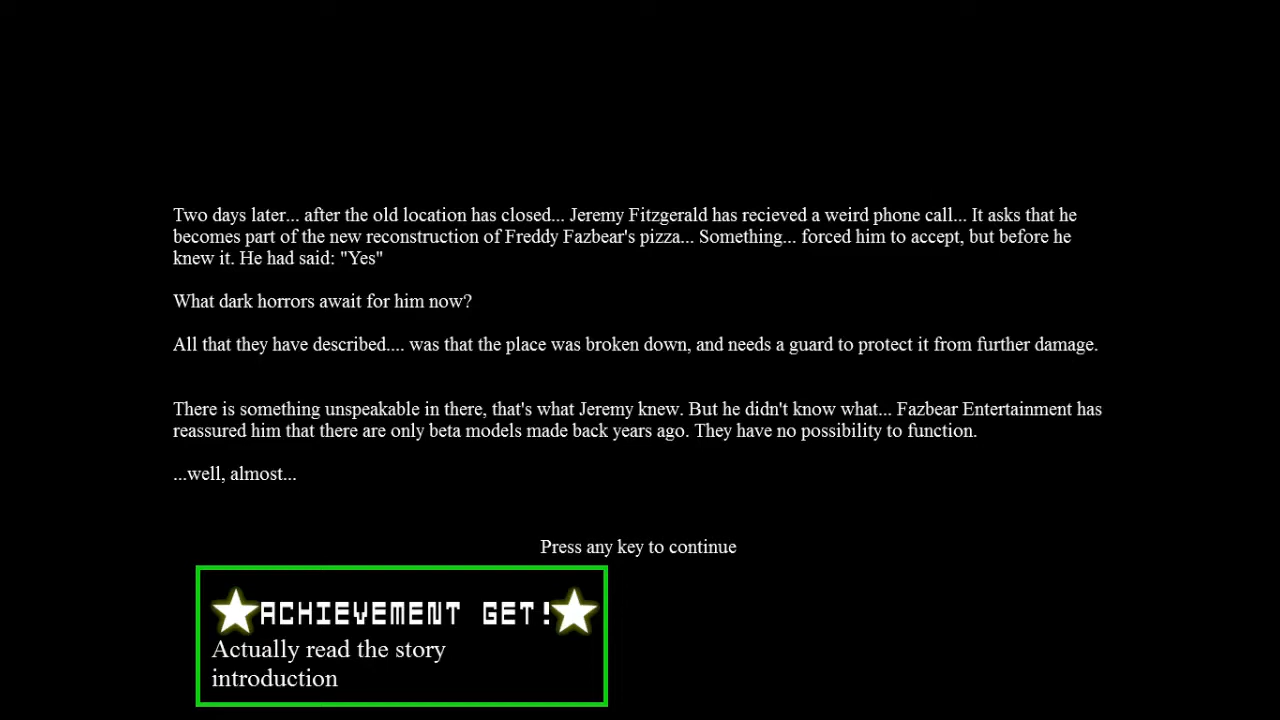 Two days later... after the old location has closed... Jeremy Fitzgerald has recieved a weird phone call... It asks that he
becomes part of the new reconstruction of Freddy Fazbear's pizza... Something... forced him to accept, but before he
knew it. He had said: "Yes"
What dark horrors await for him now?
All that they have described.... was that the place was broken down, and needs a guard to protect it from further damage.
There is something unspeakable in there, that's what Jeremy knew. But he didn't know what... Fazbear Entertainment has
reassured him that there are only beta models made back years ago. They have no possibility to function.
...well, almost...
Press any key to continue
ACHIEVEMENT GET!
Actually read the story
introduction